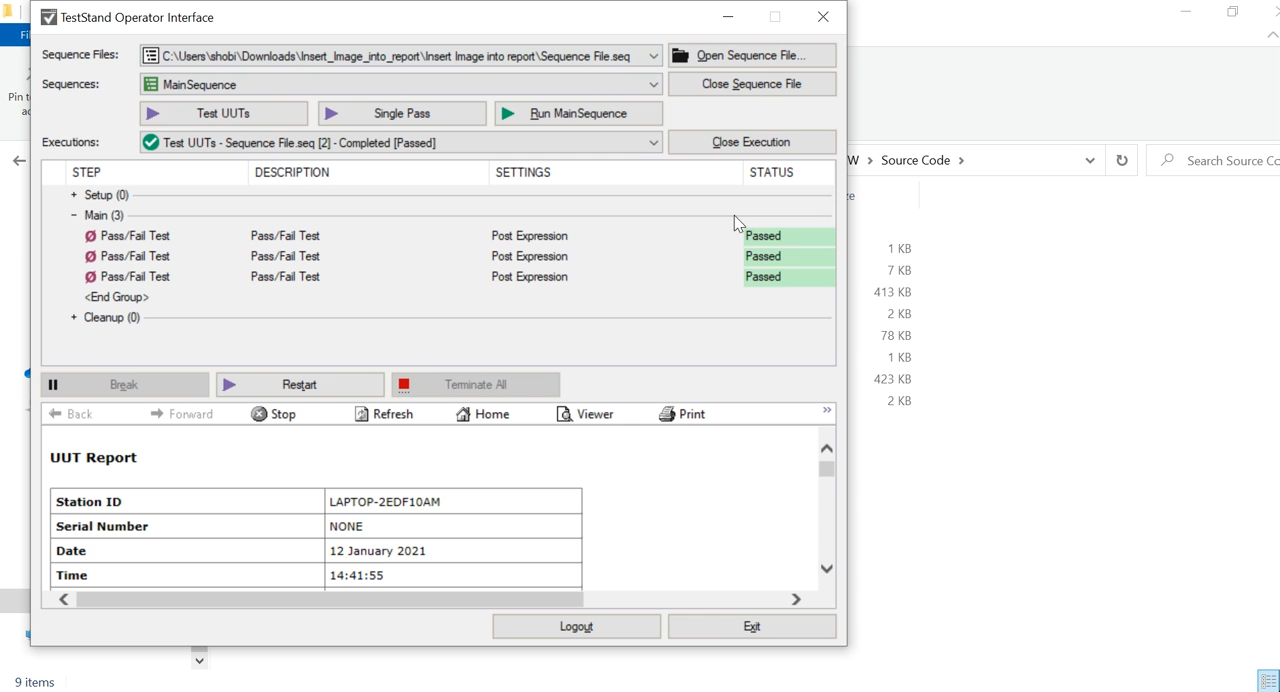 TestStand Operator Interface
Sequence Files: C:\Users\shobi\Downloads\Insert_Image_into_report\Insert Image into report\Sequence File.seq Open Sequence File...
Sequences: MainSequence Close Sequence File
Test UUTs Single Pass Run MainSequence
Executions: Test UUTs - Sequence File.seq [2] - Completed [Passed] Close Execution
STEP DESCRIPTION SETTINGS STATUS
+ Setup (0)
- Main (3)
Pass/Fail Test Pass/Fail Test Post Expression Passed
Pass/Fail Test Pass/Fail Test Post Expression Passed
Pass/Fail Test Pass/Fail Test Post Expression Passed
<End Group>
+ Cleanup (0)
Break Restart Terminate All
Back Forward Stop Refresh Home Viewer Print »
UUT Report
Station ID LAPTOP-2EDF10AM
Serial Number NONE
Date 12 January 2021
Time 14:41:55
Logout Exit
Fi
Pin t
W > Source Code > Search Source Co
1 KB
7 KB
413 KB
2 KB
78 KB
1 KB
423 KB
2 KB
9 items